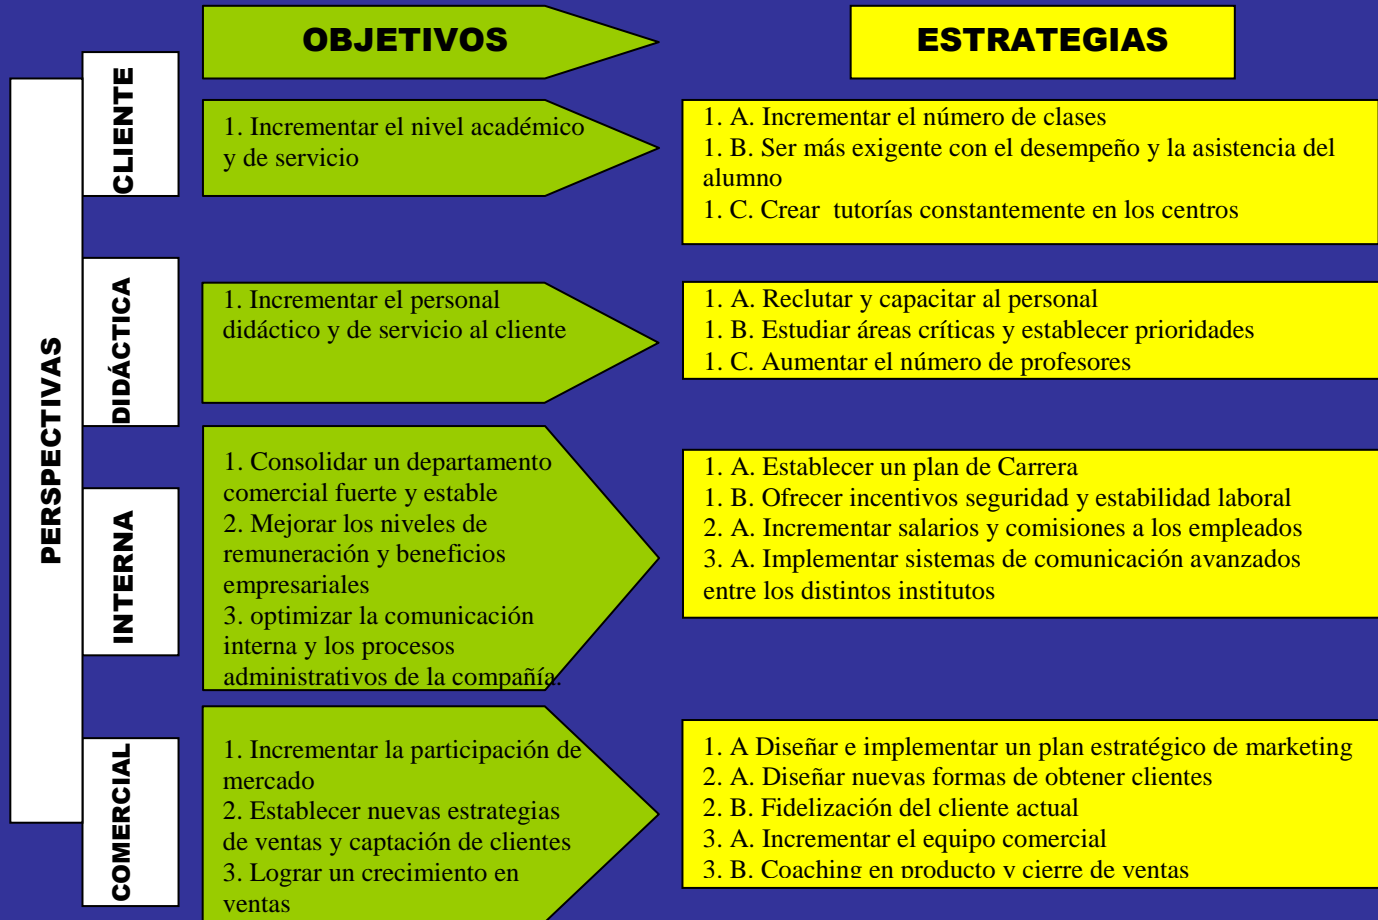 OBJETIVOS
ESTRATEGIAS
PERSPECTIVAS
CLIENTE
1. Incrementar el nivel académico
y de servicio
1. A. Incrementar el número de clases
1. B. Ser más exigente con el desempeño y la asistencia del
alumno
1. C. Crear  tutorías constantemente en los centros
DIDÁCTICA
1. Incrementar el personal
didáctico y de servicio al cliente
1. A. Reclutar y capacitar al personal
1. B. Estudiar áreas críticas y establecer prioridades
1. C. Aumentar el número de profesores
INTERNA
1. Consolidar un departamento
comercial fuerte y estable
2. Mejorar los niveles de
remuneración y beneficios
empresariales
3. optimizar la comunicación
interna y los procesos
administrativos de la compañía.
1. A. Establecer un plan de Carrera
1. B. Ofrecer incentivos seguridad y estabilidad laboral
2. A. Incrementar salarios y comisiones a los empleados
3. A. Implementar sistemas de comunicación avanzados
entre los distintos institutos
COMERCIAL
1. Incrementar la participación de
mercado
2. Establecer nuevas estrategias
de ventas y captación de clientes
3. Lograr un crecimiento en
ventas
1. A Diseñar e implementar un plan estratégico de marketing
2. A. Diseñar nuevas formas de obtener clientes
2. B. Fidelización del cliente actual
3. A. Incrementar el equipo comercial
3. B. Coaching en producto y cierre de ventas